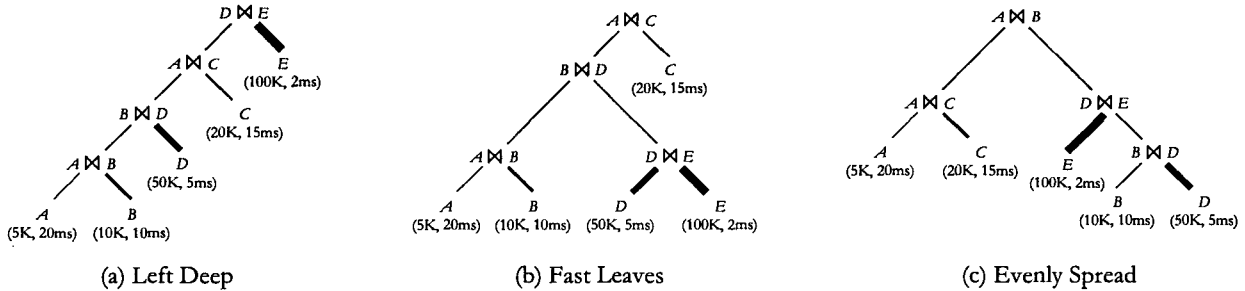 D ⋈ E
A ⋈ C
E
(100K, 2ms)
B ⋈ D
C
(20K, 15ms)
A ⋈ B
D
(50K, 5ms)
A
(5K, 20ms)
B
(10K, 10ms)
(a) Left Deep
A ⋈ C
B ⋈ D
C
(20K, 15ms)
A ⋈ B
D ⋈ E
A
(5K, 20ms)
B
(10K, 10ms)
D
(50K, 5ms)
E
(100K, 2ms)
(b) Fast Leaves
A ⋈ B
A ⋈ C
D ⋈ E
A
(5K, 20ms)
C
(20K, 15ms)
E
(100K, 2ms)
B ⋈ D
B
(10K, 10ms)
D
(50K, 5ms)
(c) Evenly Spread